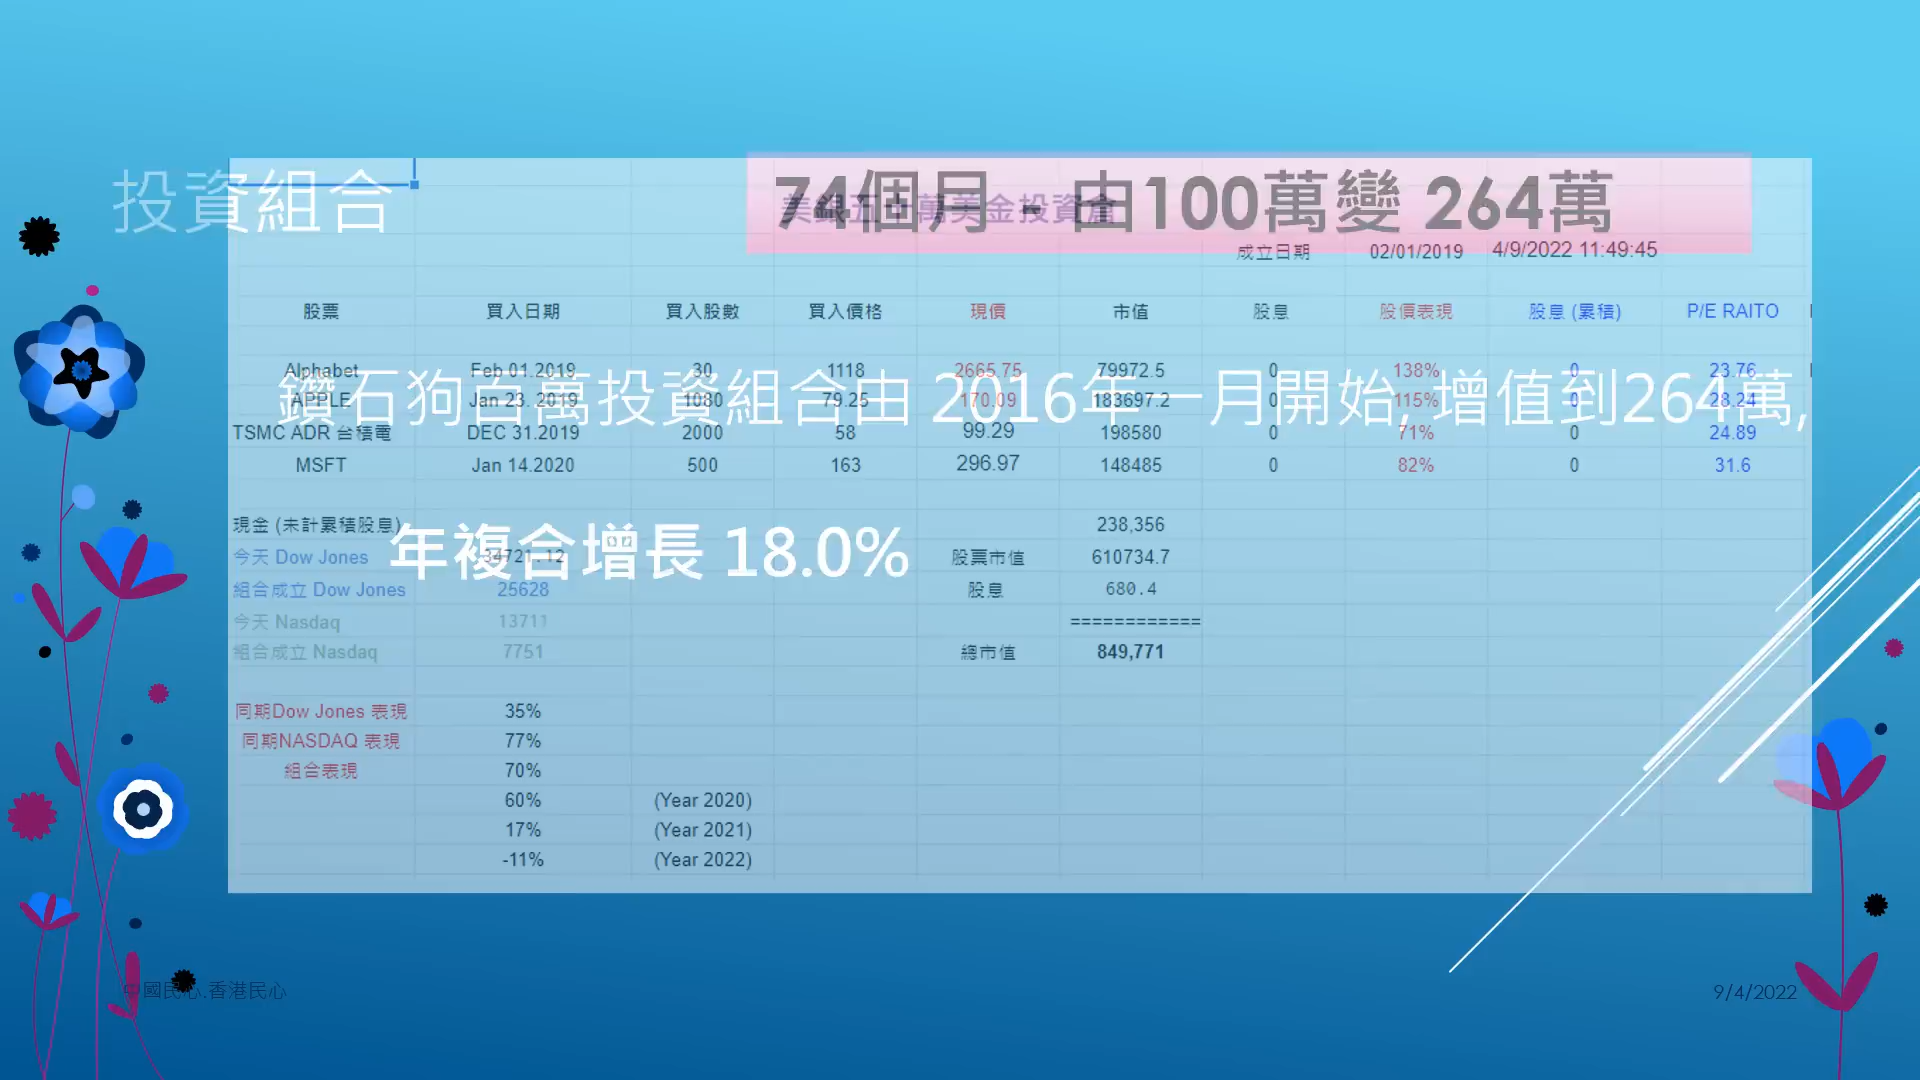 投資組合
74個月 - 由100萬變 264萬
成立日期 02/01/2019 4/9/2022 11:49:45
股票 買入日期 買入股數 買入價格 現價 市值 股息 股價表現 股息 (累積) P/E RAITO
Alphabet Feb 01.2019 30 1118 2665.75 79972.5 0 138% 0 23.76
鑽石狗百萬投資組合由 2016年一月開始, 增值到264萬,
APPLE Jan 23. 2019 1080 79.25 170.09 183697.2 0 115% 0 28.24
TSMC ADR 台積電 DEC 31.2019 2000 58 99.29 198580 0 71% 0 24.89
MSFT Jan 14.2020 500 163 296.97 148485 0 82% 0 31.6
現金 (未計累積股息) 238,356
年複合增長 18.0%
今天 Dow Jones 34721.12 股票市值 610734.7
組合成立 Dow Jones 25628 股息 680.4
今天 Nasdaq 13711 ============
組合成立 Nasdaq 7751 總市值 849,771
同期Dow Jones 表現 35%
同期NASDAQ 表現 77%
組合表現 70%
60% (Year 2020)
17% (Year 2021)
-11% (Year 2022)
中國民心.香港民心
9/4/2022